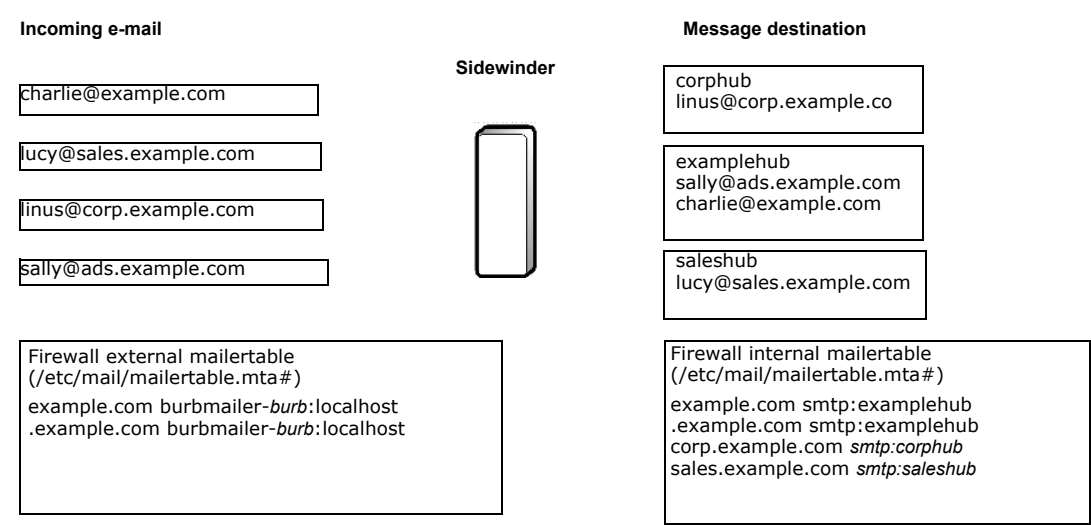 Incoming e-mail
Message destination
Sidewinder
charlie@example.com
lucy@sales.example.com
linus@corp.example.com
sally@ads.example.com
corphub
linus@corp.example.co
examplehub
sally@ads.example.com
charlie@example.com
saleshub
lucy@sales.example.com
Firewall external mailertable
(/etc/mail/mailertable.mta#)
example.com burbmailer-burb:localhost
.example.com burbmailer-burb:localhost
Firewall internal mailertable
(/etc/mail/mailertable.mta#)
example.com smtp:examplehub
.example.com smtp:examplehub
corp.example.com smtp:corphub
sales.example.com smtp:saleshub